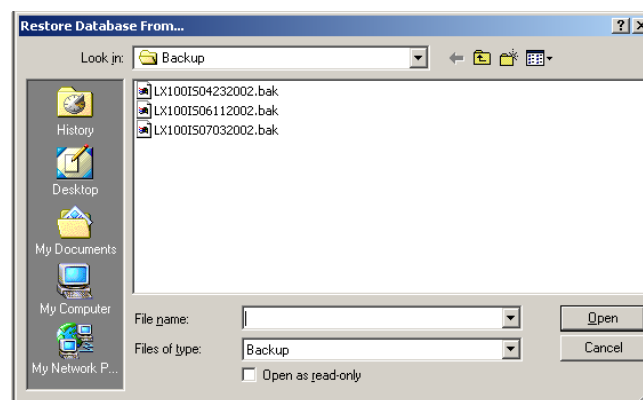 Restore Database From...
Look in: Backup
LX100IS04232002.bak
LX100IS06112002.bak
LX100IS07032002.bak
History
Desktop
My Documents
My Computer
My Network P...
File name:
Open
Files of type: Backup
Cancel
Open as read-only